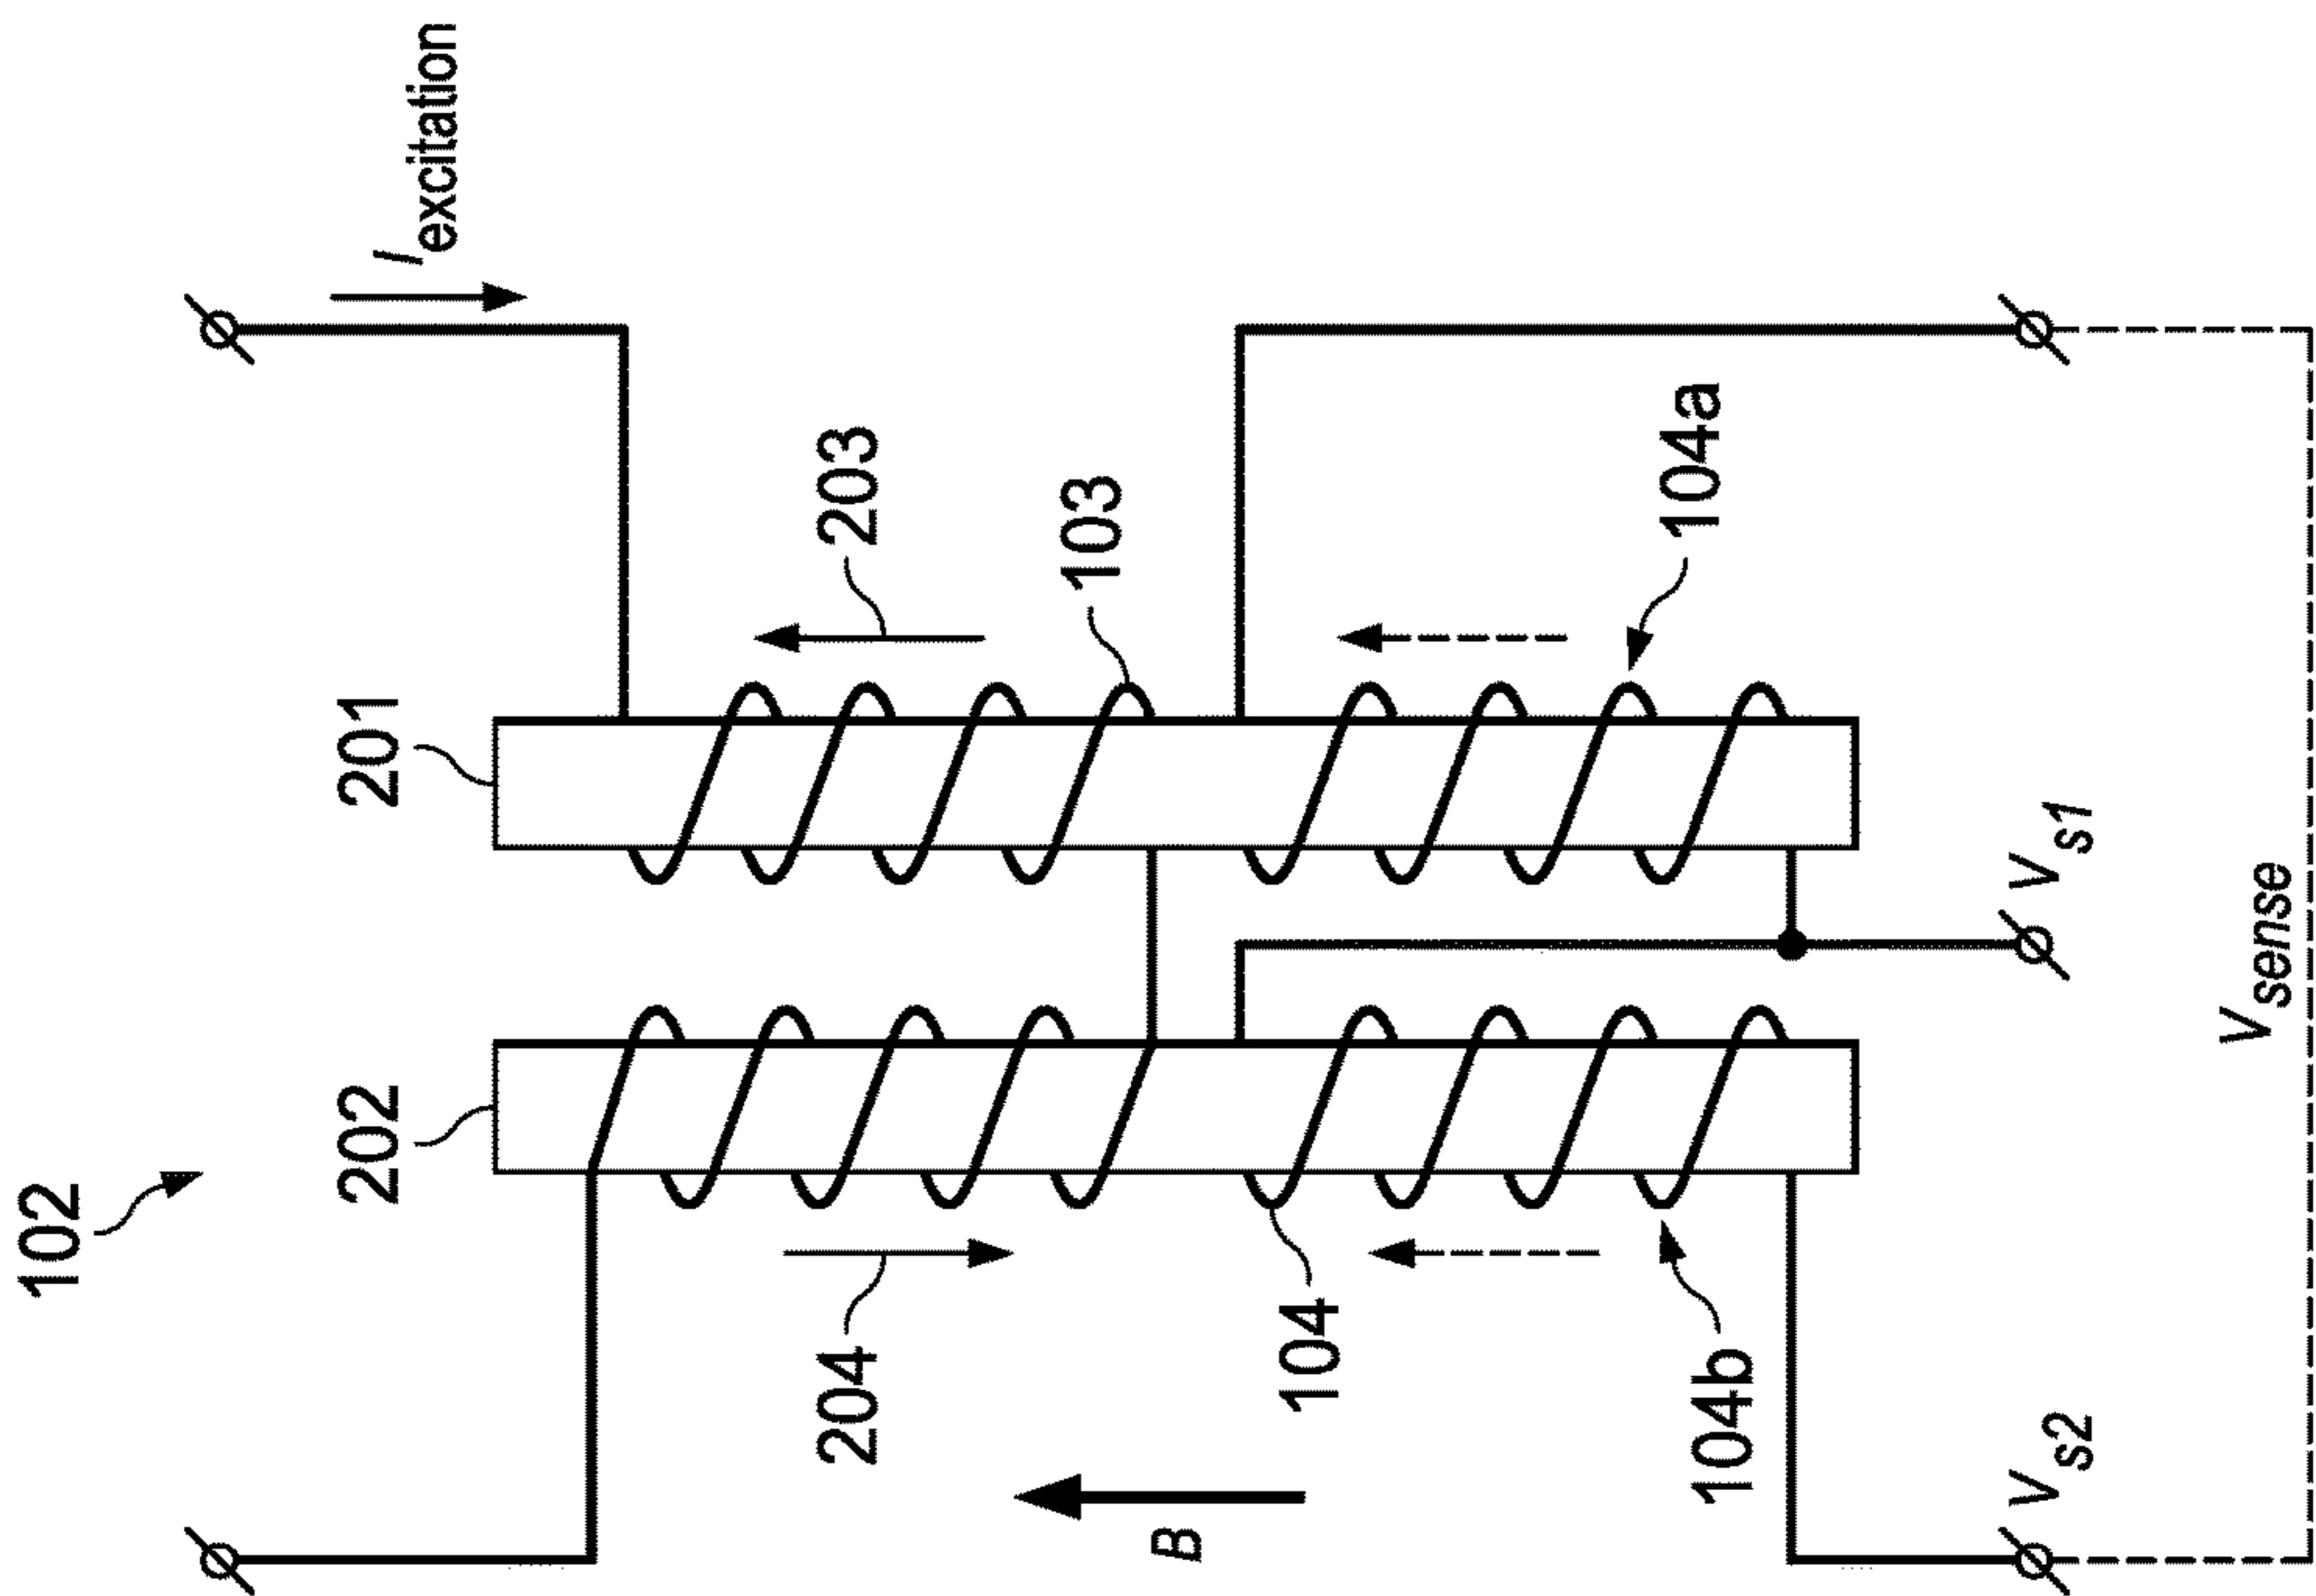 102
I excitation
201
202
203
204
103
104
104a
104b
B
V s1
V s2
V sense